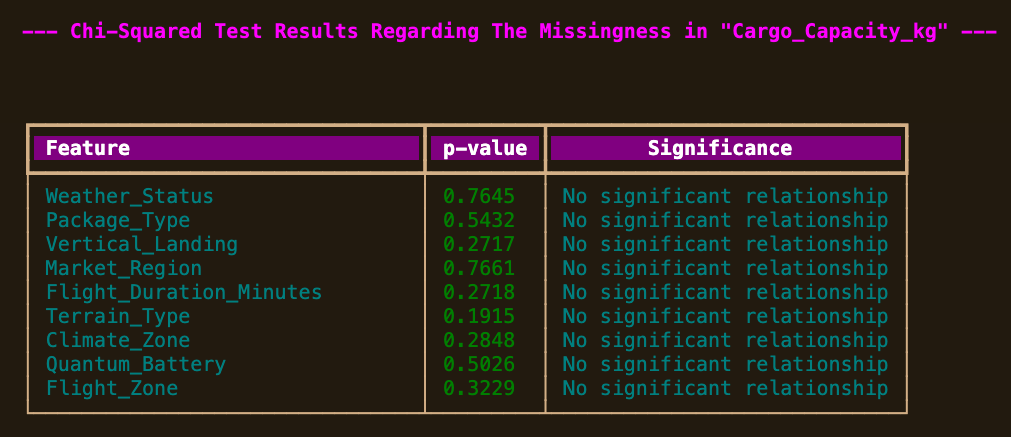 --- Chi-Squared Test Results Regarding The Missingness in "Cargo_Capacity_kg" ---
Feature p-value Significance
Weather_Status 0.7645 No significant relationship
Package_Type 0.5432 No significant relationship
Vertical_Landing 0.2717 No significant relationship
Market_Region 0.7661 No significant relationship
Flight_Duration_Minutes 0.2718 No significant relationship
Terrain_Type 0.1915 No significant relationship
Climate_Zone 0.2848 No significant relationship
Quantum_Battery 0.5026 No significant relationship
Flight_Zone 0.3229 No significant relationship